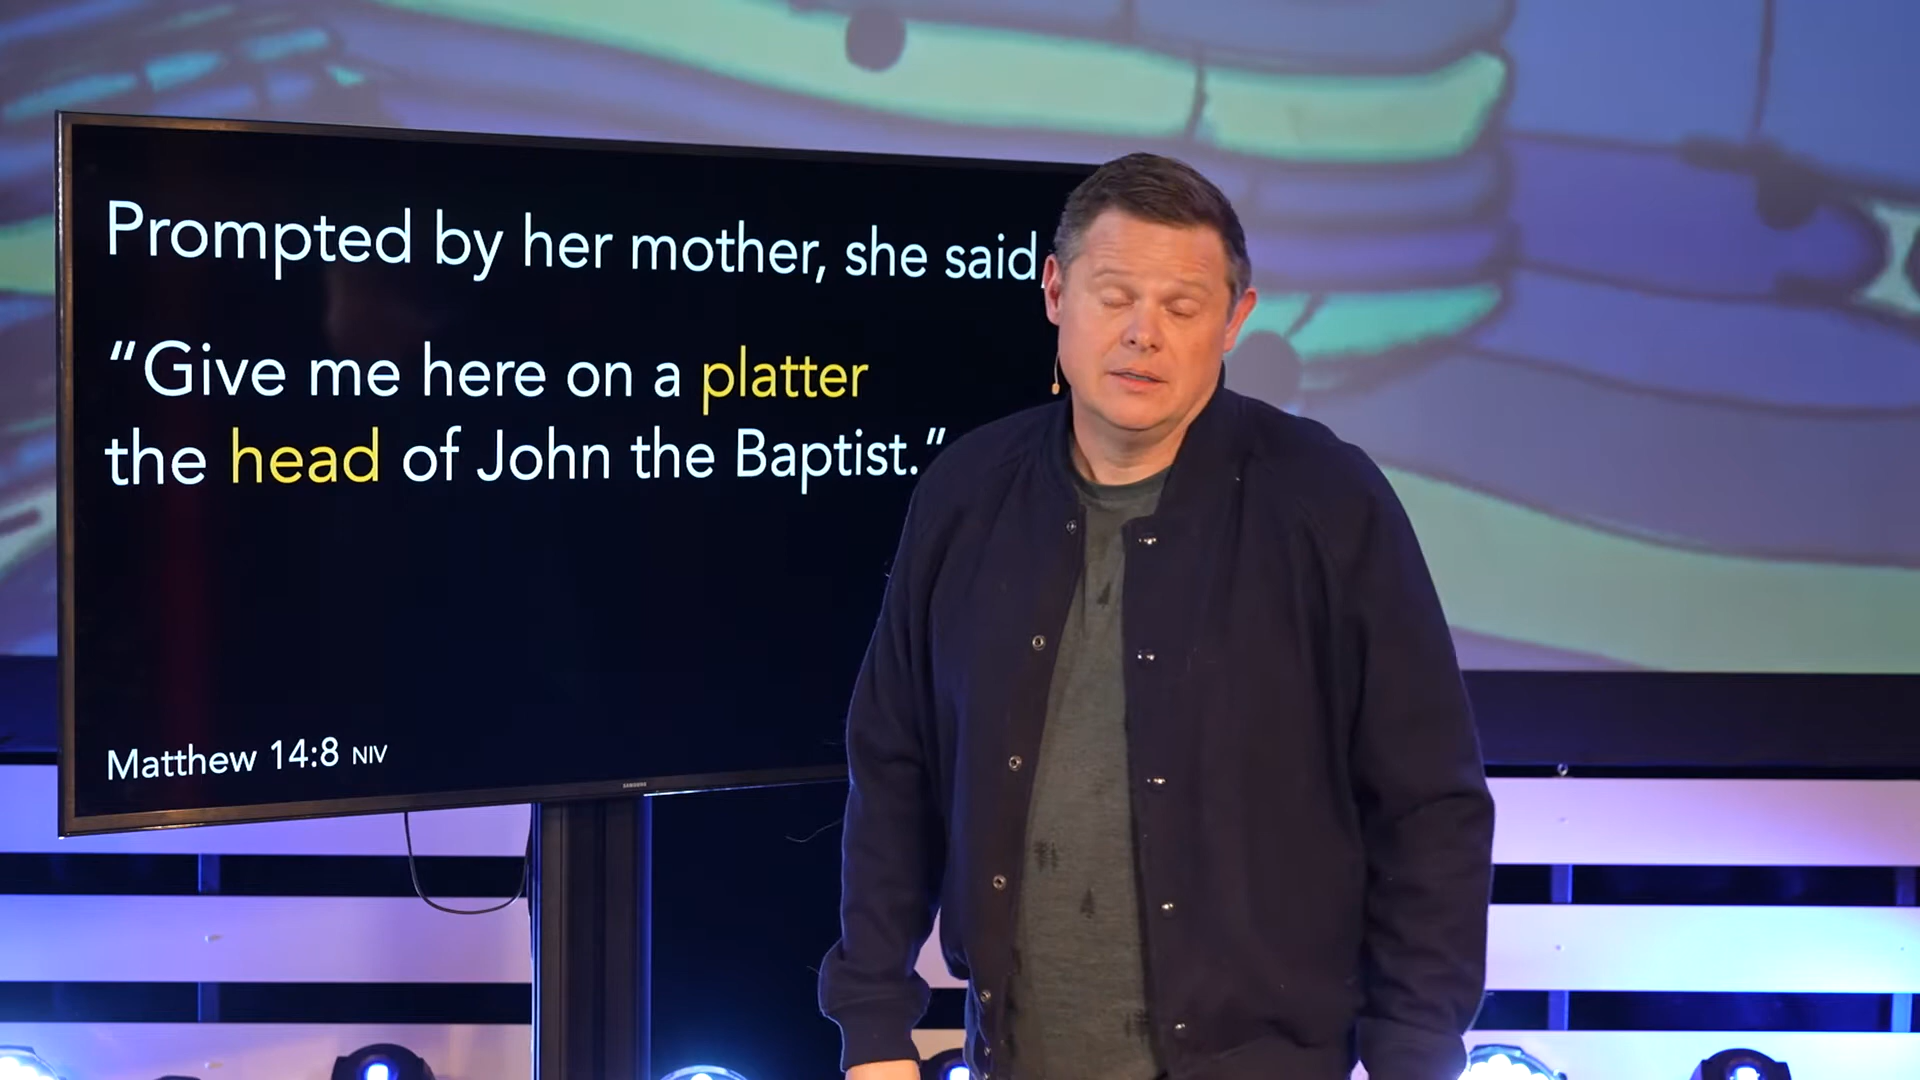 Prompted by her mother, she said,
“Give me here on a platter
the head of John the Baptist.”
Matthew 14:8 NIV
SAMSUNG